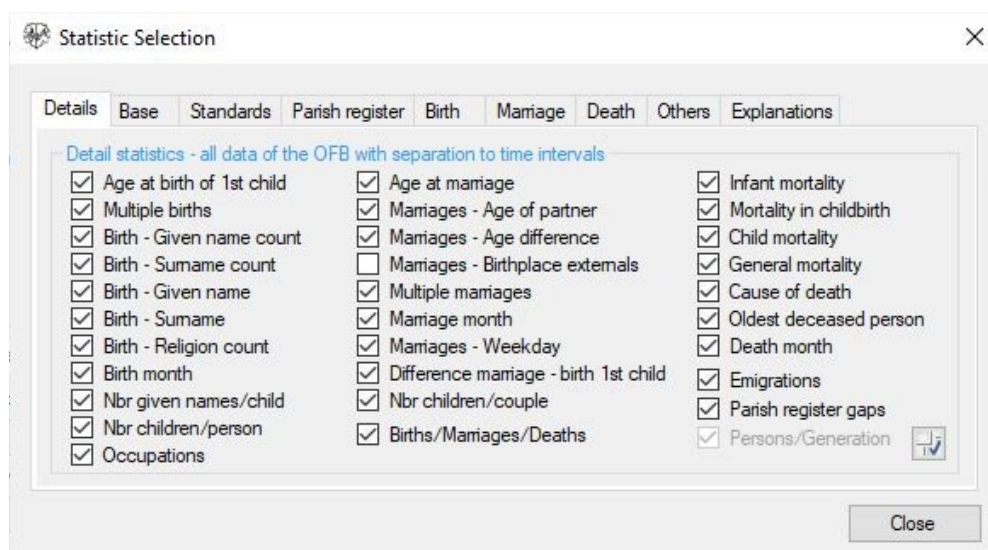 Statistic Selection
Details Base Standards Parish register Birth Marriage Death Others Explanations
Detail statistics - all data of the OFB with separation to time intervals
Age at birth of 1st child
Multiple births
Birth - Given name count
Birth - Surname count
Birth - Given name
Birth - Surname
Birth - Religion count
Birth month
Nbr given names/child
Nbr children/person
Occupations
Age at marriage
Marriages - Age of partner
Marriages - Age difference
Marriages - Birthplace externals
Multiple marriages
Marriage month
Marriages - Weekday
Difference marriage - birth 1st child
Nbr children/couple
Births/Marriages/Deaths
Infant mortality
Mortality in childbirth
Child mortality
General mortality
Cause of death
Oldest deceased person
Death month
Emigrations
Parish register gaps
Persons/Generation
Close